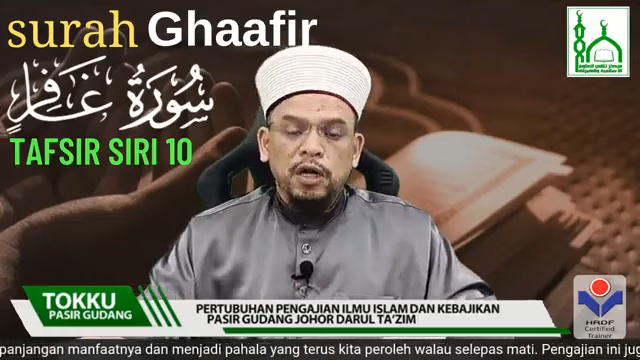 surah Ghaafir
سُورَةُ غَافِرٍ
TAFSIR SIRI 10
TOKKU
PASIR GUDANG
PERTUBUHAN PENGAJIAN ILMU ISLAM DAN KEBAJIKAN
PASIR GUDANG JOHOR DARUL TA'ZIM
HRDF
Certified
Trainer
panjangan manfaatnya dan menjadi pahala yang terus kita peroleh walau selepas mati. Pengajian ini jug